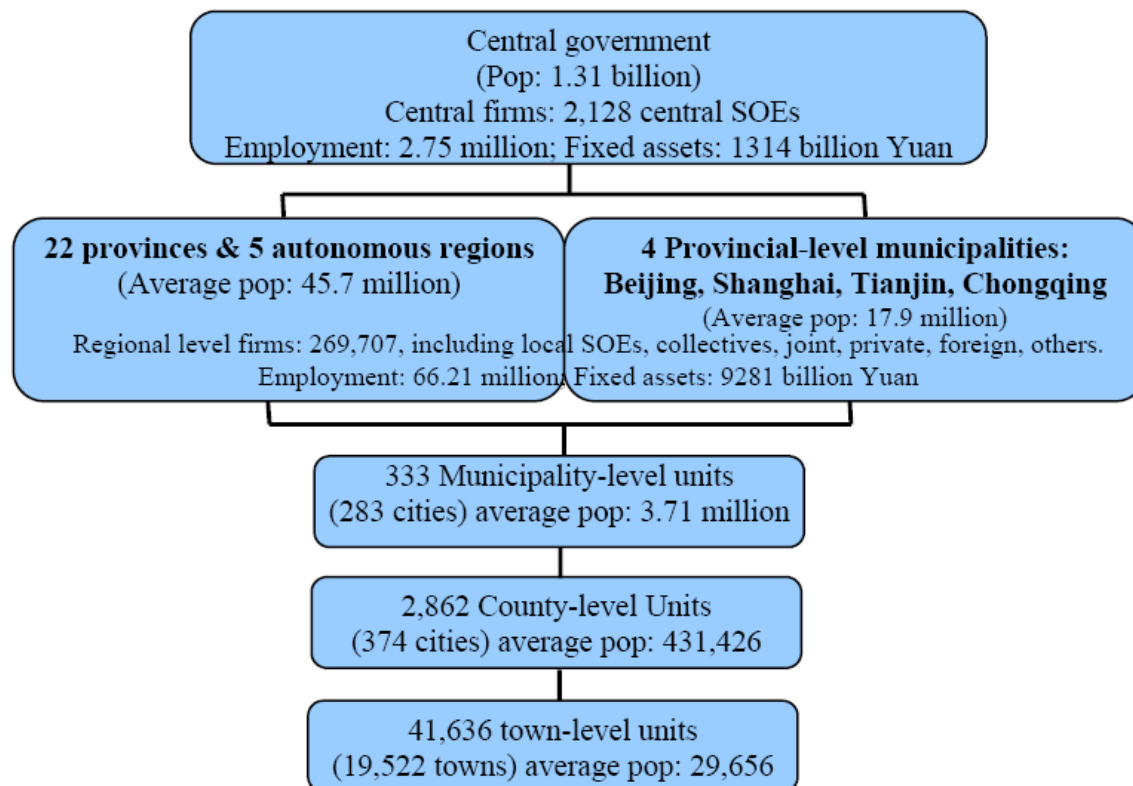 Central government
(Pop: 1.31 billion)
Central firms: 2,128 central SOEs
Employment: 2.75 million; Fixed assets: 1314 billion Yuan
22 provinces & 5 autonomous regions
(Average pop: 45.7 million)
4 Provincial-level municipalities:
Beijing, Shanghai, Tianjin, Chongqing
(Average pop: 17.9 million)
Regional level firms: 269,707, including local SOEs, collectives, joint, private, foreign, others.
Employment: 66.21 million; Fixed assets: 9281 billion Yuan
333 Municipality-level units
(283 cities) average pop: 3.71 million
2,862 County-level Units
(374 cities) average pop: 431,426
41,636 town-level units
(19,522 towns) average pop: 29,656